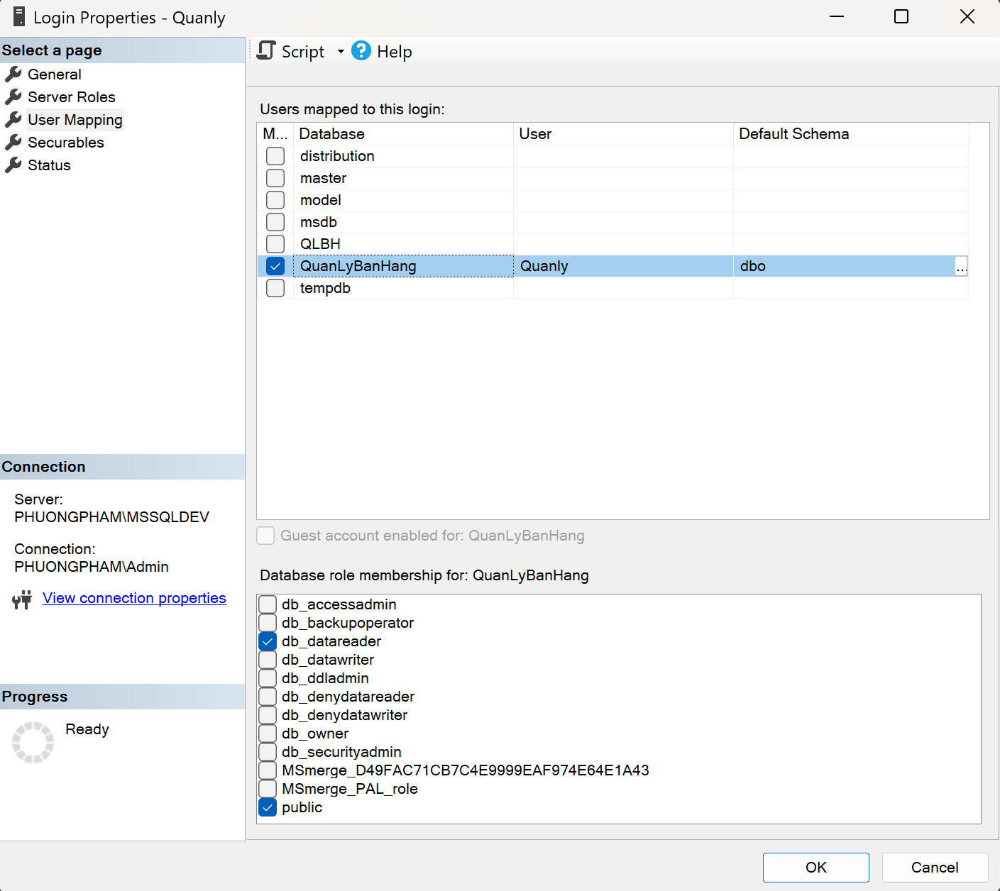 Login Properties - Quanly
Select a page
General
Server Roles
User Mapping
Securables
Status
Script
Help
Users mapped to this login:
M... Database User Default Schema
distribution
master
model
msdb
QLBH
QuanLyBanHang Quanly dbo ...
tempdb
Guest account enabled for: QuanLyBanHang
Database role membership for: QuanLyBanHang
db_accessadmin
db_backupoperator
db_datareader
db_datawriter
db_ddladmin
db_denydatareader
db_denydatawriter
db_owner
db_securityadmin
MSmerge_D49FAC71CB7C4E9999EAF974E64E1A43
MSmerge_PAL_role
public
Connection
Server:
PHUONGPHAM\MSSQLDEV
Connection:
PHUONGPHAM\Admin
View connection properties
Progress
Ready
OK
Cancel